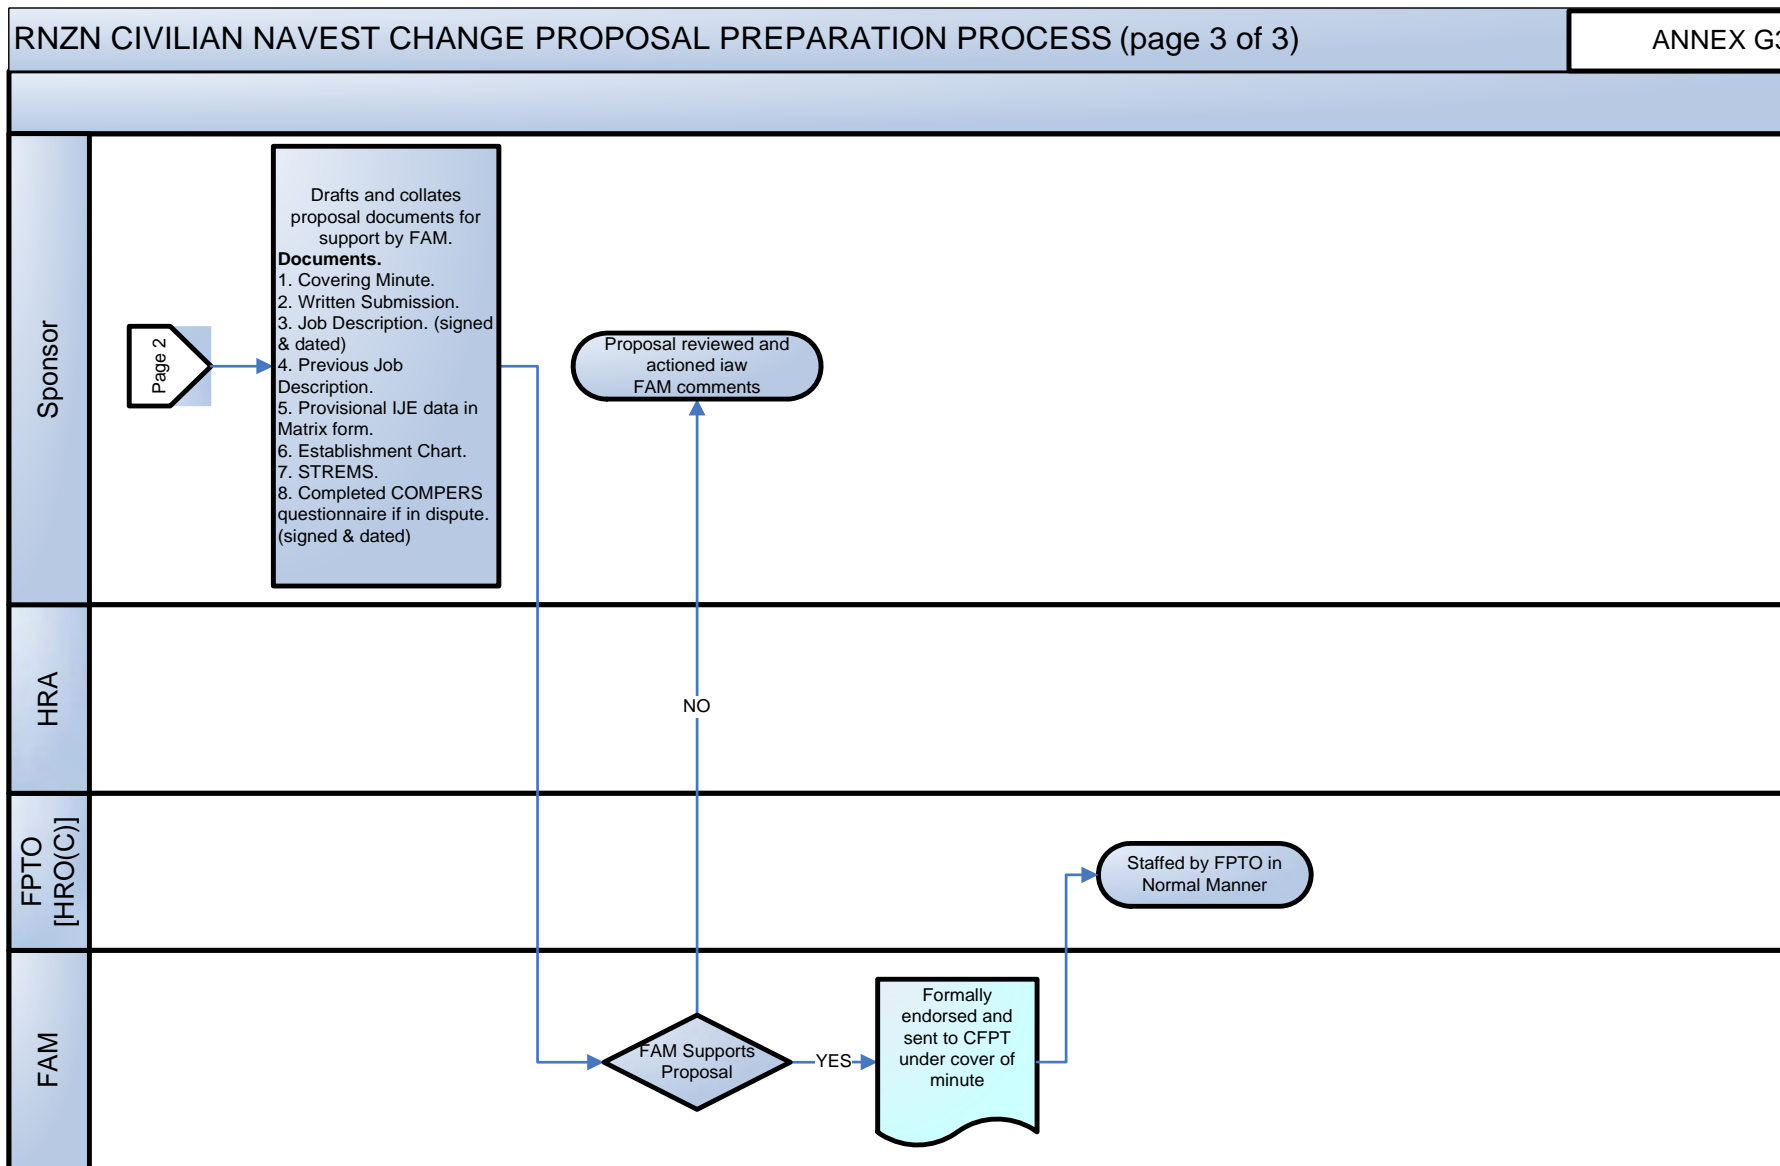 RNZN CIVILIAN NAVEST CHANGE PROPOSAL PREPARATION PROCESS (page 3 of 3)
ANNEX G3
Sponsor
Page 2
Drafts and collates
proposal documents for
support by FAM.
Documents.
1. Covering Minute.
2. Written Submission.
3. Job Description. (signed
& dated)
4. Previous Job
Description.
5. Provisional IJE data in
Matrix form.
6. Establishment Chart.
7. STREMS.
8. Completed COMPERS
questionnaire if in dispute.
(signed & dated)
Proposal reviewed and
actioned iaw
FAM comments
HRA
NO
FPTO
[HRO(C)]
Staffed by FPTO in
Normal Manner
FAM
FAM Supports
Proposal
YES
Formally
endorsed and
sent to CFPT
under cover of
minute